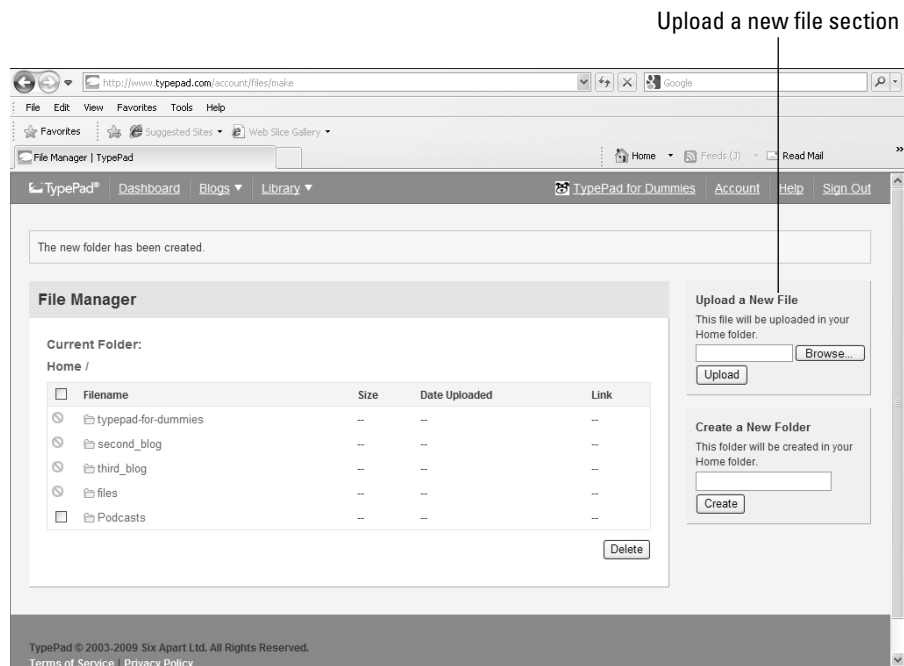 Upload a new file section
http://www.typepad.com/account/files/make
Google
File Edit View Favorites Tools Help
Favorites Suggested Sites Web Slice Gallery
File Manager | TypePad Home Feeds (J) Read Mail »
TypePad® Dashboard Blogs Library TypePad for Dummies Account Help Sign Out
The new folder has been created.
File Manager
Current Folder:
Home /
Filename Size Date Uploaded Link
typepad-for-dummies -- -- --
second_blog -- -- --
third_blog -- -- --
files -- -- --
Podcasts -- -- --
Delete
Upload a New File
This file will be uploaded in your
Home folder.
Browse...
Upload
Create a New Folder
This folder will be created in your
Home folder.
Create
TypePad © 2003-2009 Six Apart Ltd. All Rights Reserved.
Terms of Service | Privacy Policy